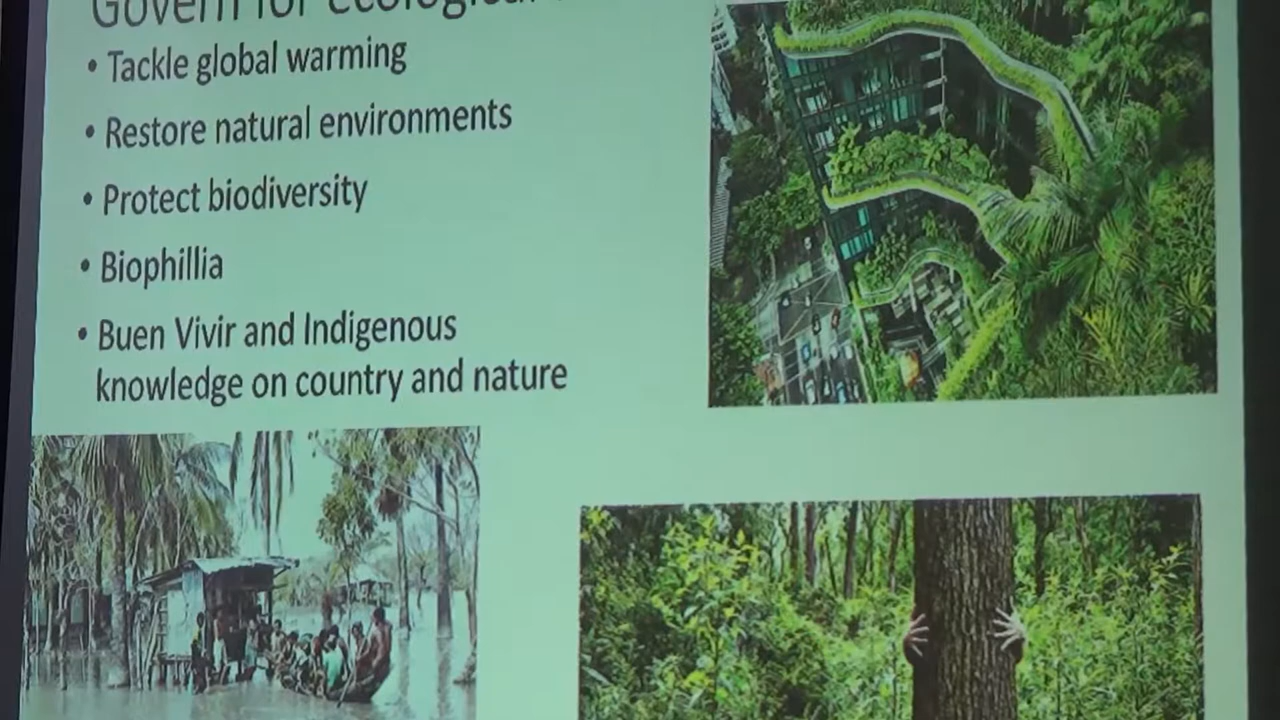 Govern for ecological
• Tackle global warming
• Restore natural environments
• Protect biodiversity
• Biophillia
• Buen Vivir and Indigenous
knowledge on country and nature